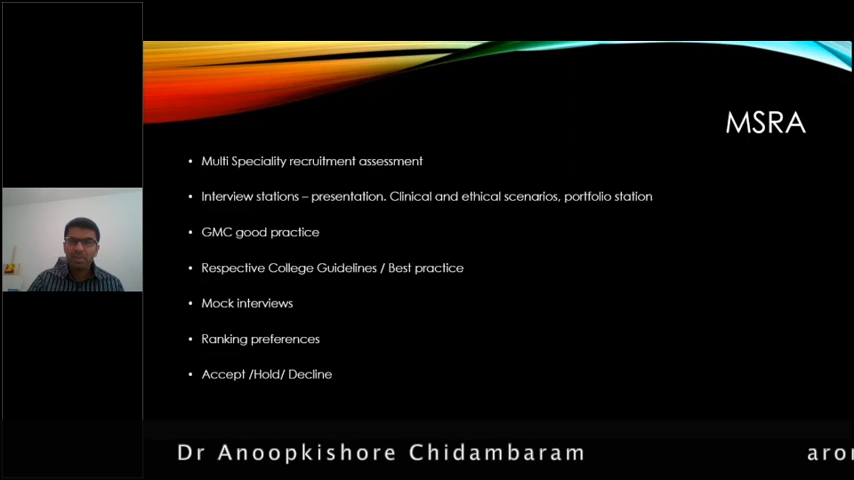 MSRA
• Multi Speciality recruitment assessment
• Interview stations – presentation. Clinical and ethical scenarios, portfolio station
• GMC good practice
• Respective College Guidelines / Best practice
• Mock interviews
• Ranking preferences
• Accept /Hold/ Decline
Dr Anoopkishore Chidambaram